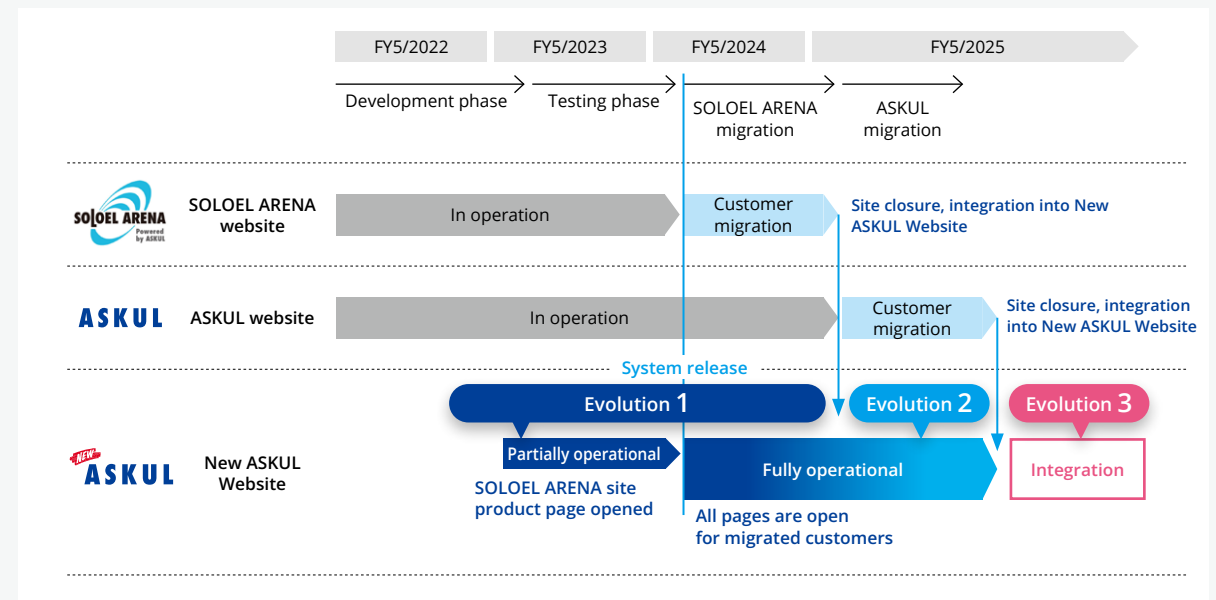 FY5/2022
FY5/2023
FY5/2024
FY5/2025
Development phase
Testing phase
SOLOEL ARENA
migration
ASKUL
migration
SOLOEL ARENA
Powered
by ASKUL
SOLOEL ARENA
website
In operation
Customer
migration
Site closure, integration into New
ASKUL Website
ASKUL
ASKUL website
In operation
Customer
migration
Site closure, integration
into New ASKUL Website
System release
Evolution 1
Evolution 2
Evolution 3
NEW
ASKUL
New ASKUL
Website
Partially operational
Fully operational
Integration
SOLOEL ARENA site
product page opened
All pages are open
for migrated customers